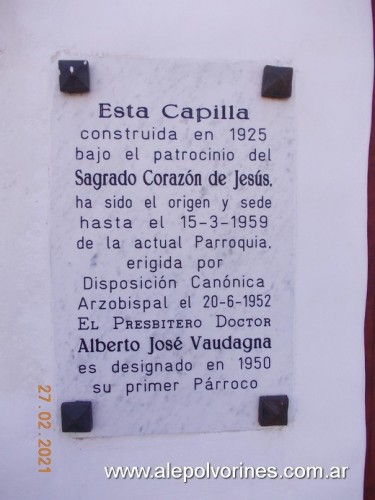 Esta Capilla
construida en 1925
bajo el patrocinio del
Sagrado Corazón de Jesús,
ha sido el origen y sede
hasta el 15-3-1959
de la actual Parroquia,
erigida por
Disposición Canónica
Arzobispal el 20-6-1952
El Presbitero Doctor
Alberto José Vaudagna
es designado en 1950
su primer Párroco
27.02.2021
www.alepolvorines.com.ar